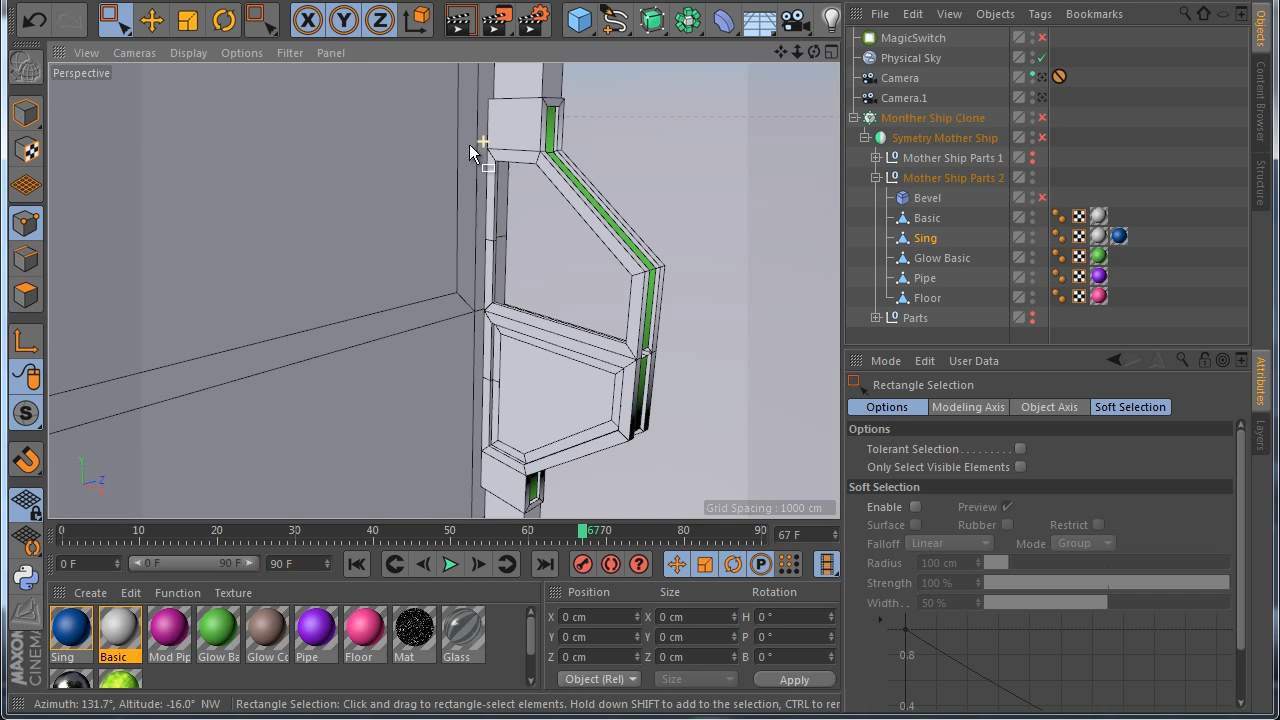 File Edit View Objects Tags Bookmarks
View Cameras Display Options Filter Panel
Perspective
MagicSwitch
Physical Sky
Camera
Camera.1
Monther Ship Clone
Symetry Mother Ship
Mother Ship Parts 1
Mother Ship Parts 2
Bevel
Basic
Sing
Glow Basic
Pipe
Floor
Parts
Objects
Content Browser
Structure
Mode Edit User Data
Rectangle Selection
Options Modeling Axis Object Axis Soft Selection
Options
Tolerant Selection
Only Select Visible Elements
Soft Selection
Enable Preview
Surface Rubber Restrict
Falloff Linear Mode Group
Radius 100 cm
Strength 100 %
Width 50 %
0.8
0.4
Attributes
Layers
X Y Z
Y
Z
X
Grid Spacing : 1000 cm
0 10 20 30 40 50 60 6770 80 90 67 F
0 F 0 F 90 F 90 F
Create Edit Function Texture
Sing Basic Mod Pip Glow Ba Glow Co Pipe Floor Mat Glass
Position Size Rotation
X 0 cm X 0 cm H 0 °
Y 0 cm Y 0 cm P 0 °
Z 0 cm Z 0 cm B 0 °
Object (Rel) Size Apply
MAXON
CINEMA
Azimuth: 131.7°, Altitude: -16.0° NW Rectangle Selection: Click and drag to rectangle-select elements. Hold down SHIFT to add to the selection, CTRL to rem